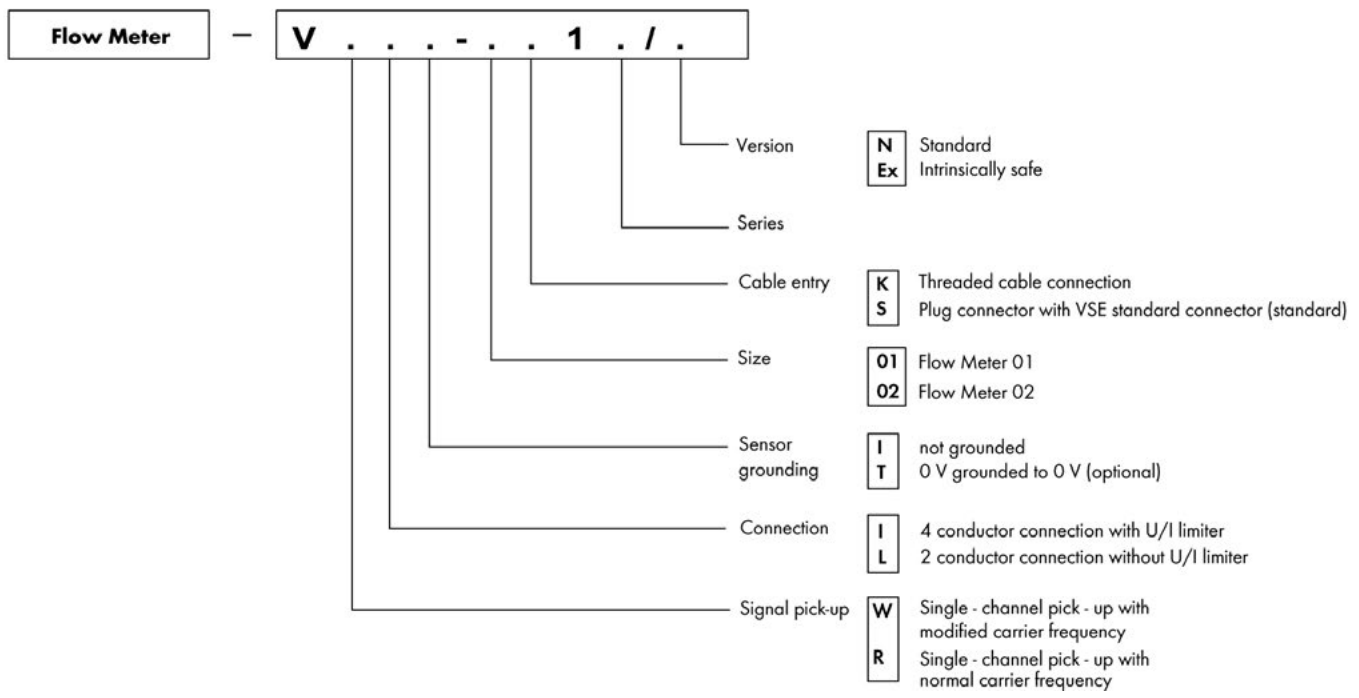 Flow Meter – V . . . - . . 1 . / .
Version N Standard
Ex Intrinsically safe
Series
Cable entry K Threaded cable connection
S Plug connector with VSE standard connector (standard)
Size 01 Flow Meter 01
02 Flow Meter 02
Sensor I not grounded
grounding T 0 V grounded to 0 V (optional)
Connection I 4 conductor connection with U/I limiter
L 2 conductor connection without U/I limiter
Signal pick-up W Single - channel pick - up with
modified carrier frequency
R Single - channel pick - up with
normal carrier frequency